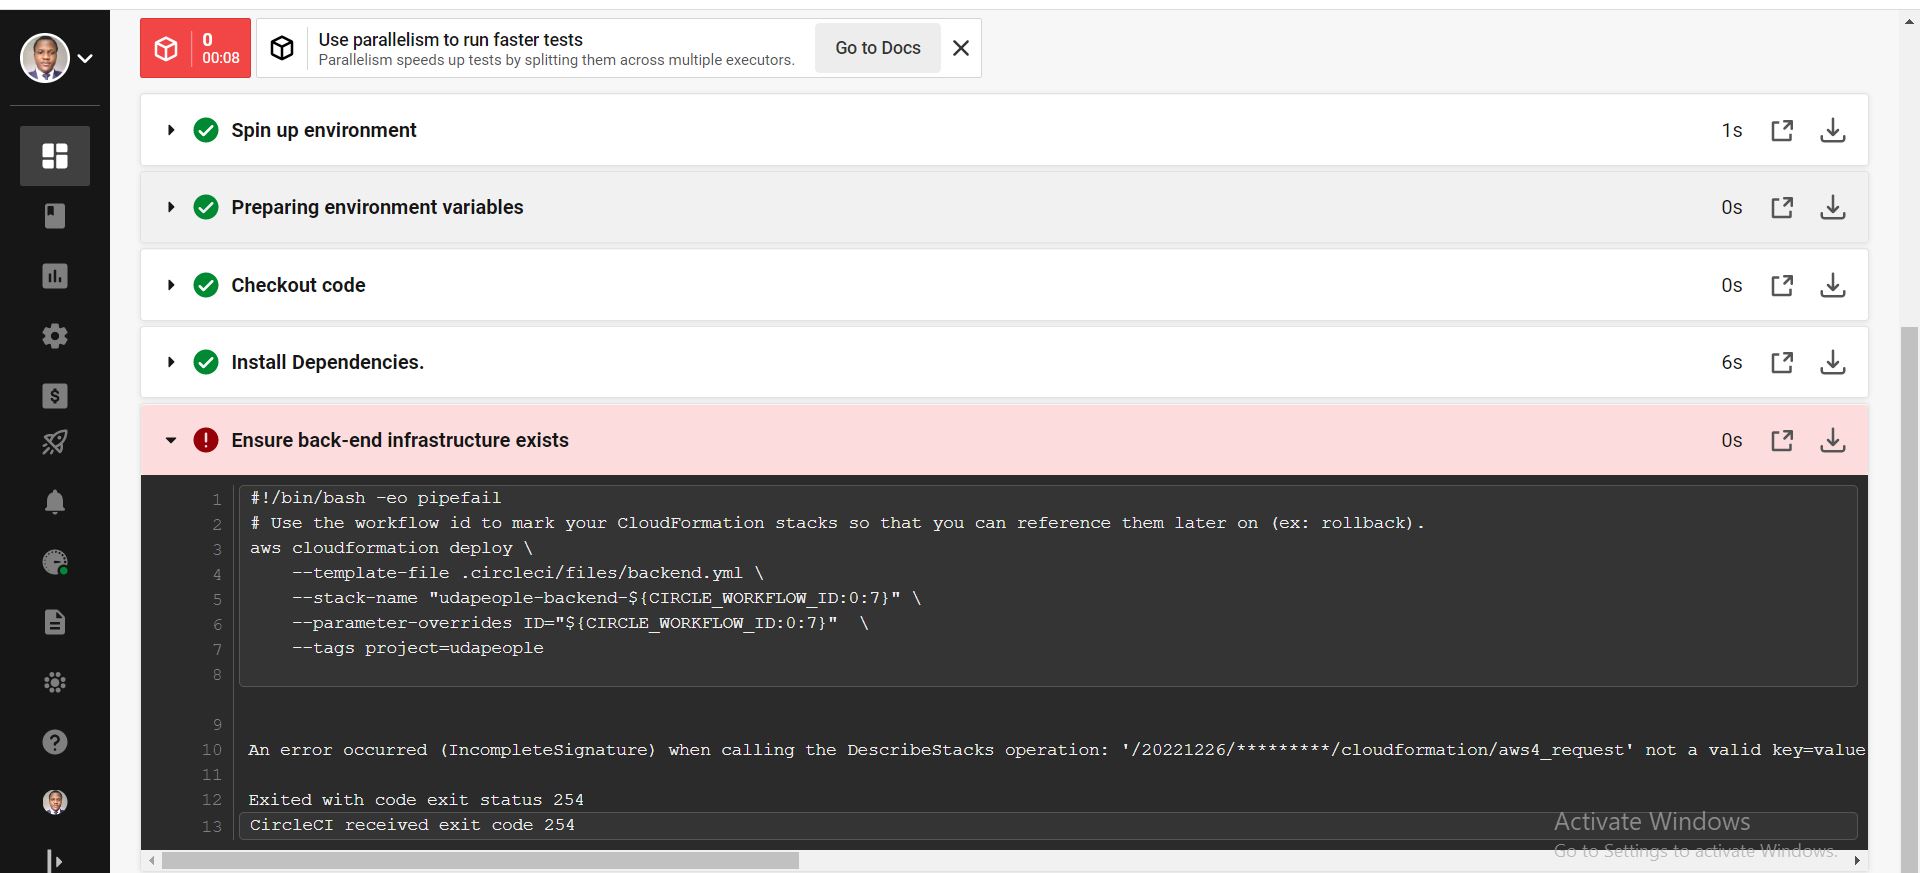 0
00:08
Use parallelism to run faster tests
Parallelism speeds up tests by splitting them across multiple executors.
Go to Docs
Spin up environment 1s
Preparing environment variables 0s
Checkout code 0s
Install Dependencies. 6s
Ensure back-end infrastructure exists 0s
1 #!/bin/bash -eo pipefail
2 # Use the workflow id to mark your CloudFormation stacks so that you can reference them later on (ex: rollback).
3 aws cloudformation deploy \
4 --template-file .circleci/files/backend.yml \
5 --stack-name "udapeople-backend-${CIRCLE_WORKFLOW_ID:0:7}" \
6 --parameter-overrides ID="${CIRCLE_WORKFLOW_ID:0:7}" \
7 --tags project=udapeople
8
9
10 An error occurred (IncompleteSignature) when calling the DescribeStacks operation: '/20221226/*********/cloudformation/aws4_request' not a valid key=value
11
12 Exited with code exit status 254
13 CircleCI received exit code 254
Activate Windows
Go to Settings to activate Windows.